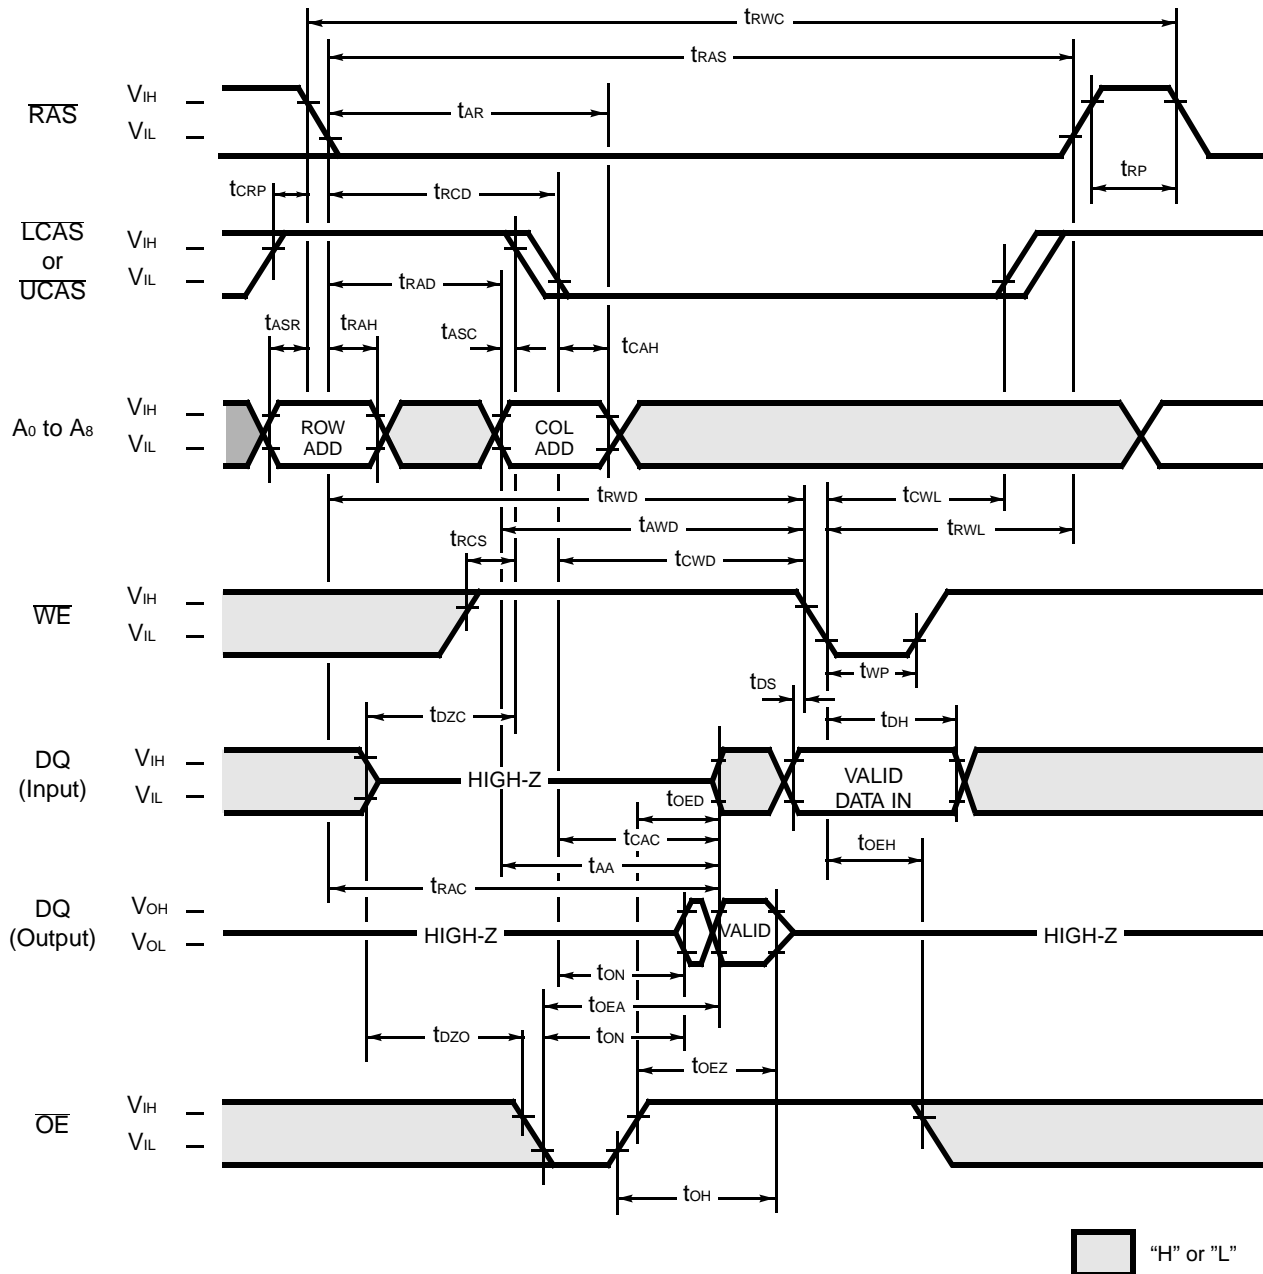 tRWC
tRAS
RAS
VIH
VIL
tAR
tRP
tCRP
tRCD
LCAS
or
UCAS
VIH
VIL
tRAD
tASR
tRAH
tASC
tCAH
A0 to A8
VIH
VIL
ROW
ADD
COL
ADD
tRWD
tCWL
tAWD
tRWL
tRCS
tCWD
WE
VIH
VIL
tWP
tDS
tDZC
tDH
DQ
(Input)
VIH
VIL
HIGH-Z
VALID
DATA IN
tOED
tCAC
tOEH
tAA
tRAC
DQ
(Output)
VOH
VOL
HIGH-Z
VALID
HIGH-Z
tON
tOEA
tDZO
tON
tOEZ
OE
VIH
VIL
tOH
“H” or ”L”